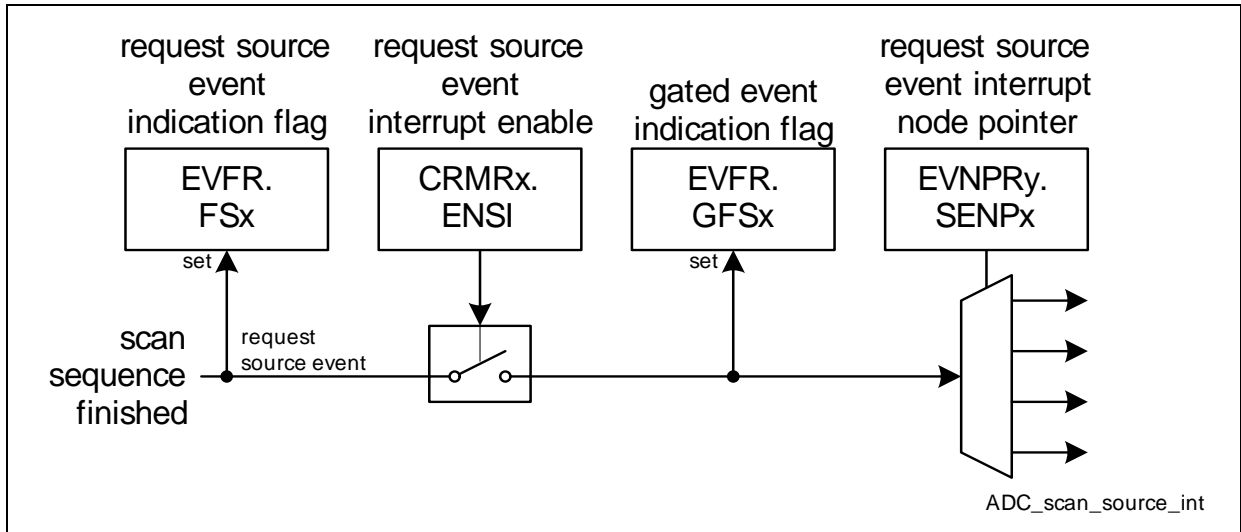 request source
event
indication flag
request source
event
interrupt enable
gated event
indication flag
request source
event interrupt
node pointer
EVFR.
FSx
CRMRx.
ENSI
EVFR.
GFSx
EVNPRy.
SENPx
set
set
scan
sequence
finished
request
source event
ADC_scan_source_int